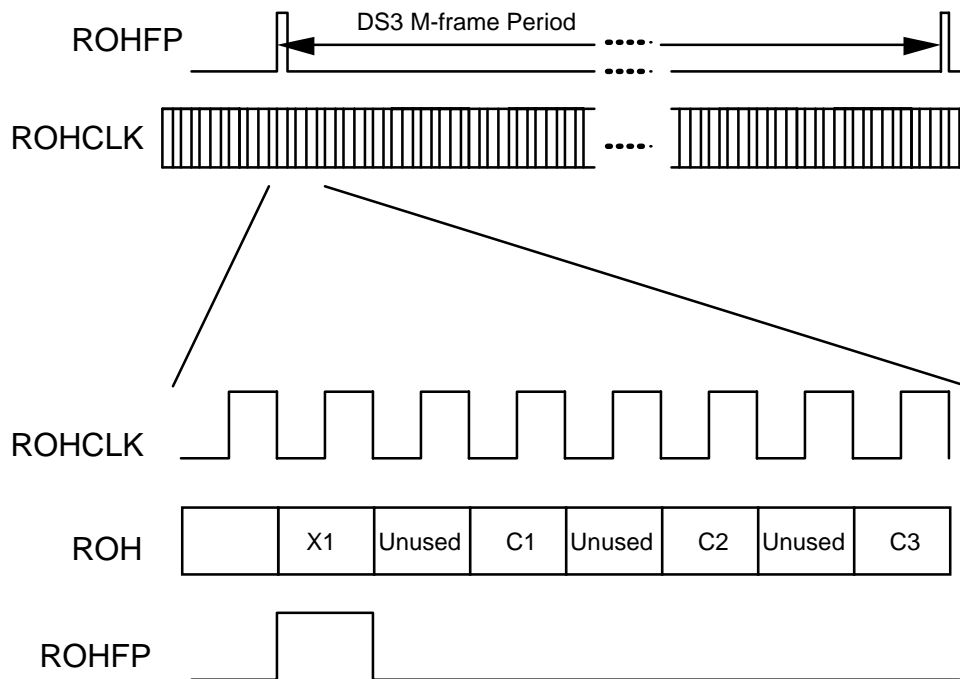 ROHFP
DS3 M-frame Period
ROHCLK
ROHCLK
ROH
X1 Unused C1 Unused C2 Unused C3
ROHFP